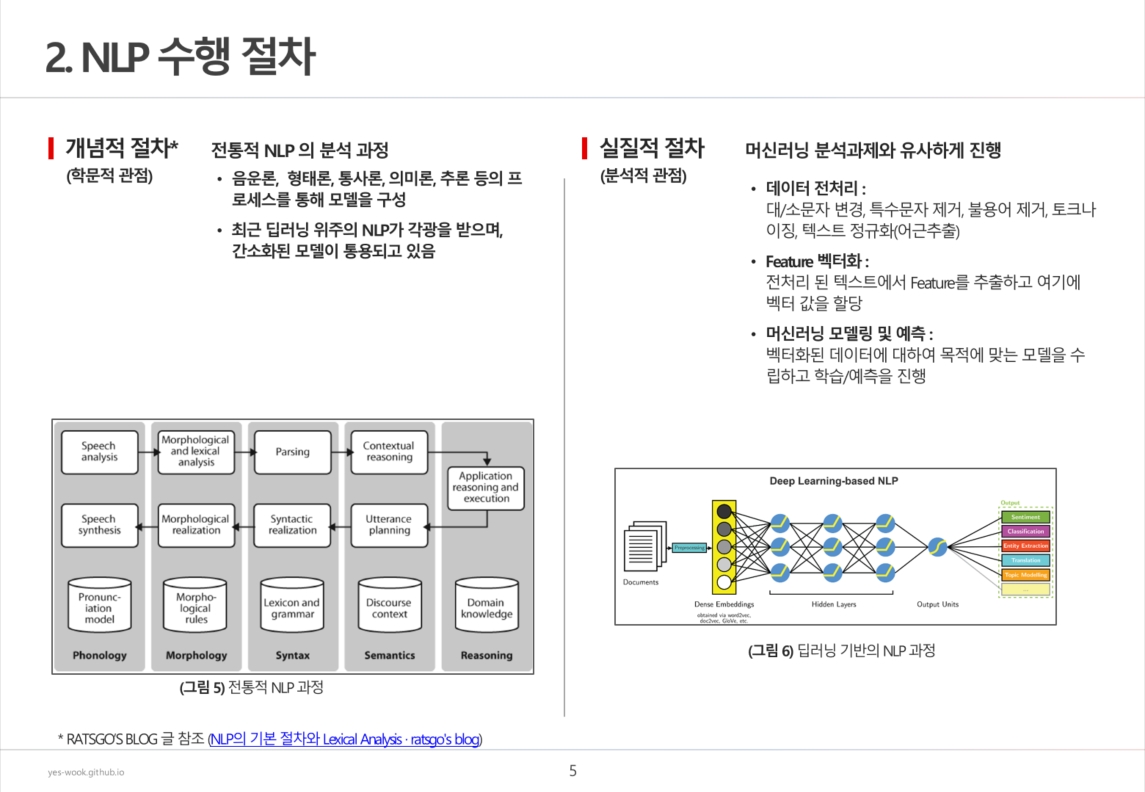 2. NLP 수행 절차
개념적 절차*
(학문적 관점)
전통적 NLP 의 분석 과정
• 음운론, 형태론, 통사론, 의미론, 추론 등의 프
로세스를 통해 모델을 구성
• 최근 딥러닝 위주의 NLP가 각광을 받으며,
간소화된 모델이 통용되고 있음
Speech
analysis
Morphological
and lexical
analysis
Parsing
Contextual
reasoning
Application
reasoning and
execution
Speech
synthesis
Morphological
realization
Syntactic
realization
Utterance
planning
Pronunc-
iation
model
Morpho-
logical
rules
Lexicon and
grammar
Discourse
context
Domain
knowledge
Phonology
Morphology
Syntax
Semantics
Reasoning
(그림 5) 전통적 NLP 과정
* RATSGO'S BLOG 글 참조 (NLP의 기본 절차와 Lexical Analysis · ratsgo's blog)
실질적 절차
(분석적 관점)
머신러닝 분석과제와 유사하게 진행
• 데이터 전처리 :
대/소문자 변경, 특수문자 제거, 불용어 제거, 토크나
이징, 텍스트 정규화(어근추출)
• Feature 벡터화 :
전처리 된 텍스트에서 Feature를 추출하고 여기에
벡터 값을 할당
• 머신러닝 모델링 및 예측 :
벡터화된 데이터에 대하여 목적에 맞는 모델을 수
립하고 학습/예측을 진행
Deep Learning-based NLP
Documents
Preprocessing
Dense Embeddings
obtained via word2vec,
doc2vec, GloVe, etc.
Hidden Layers
Output Units
Output
Sentiment
Classification
Entity Extraction
Translation
Topic Modelling
...
(그림 6) 딥러닝 기반의 NLP 과정
yes-wook.github.io
5